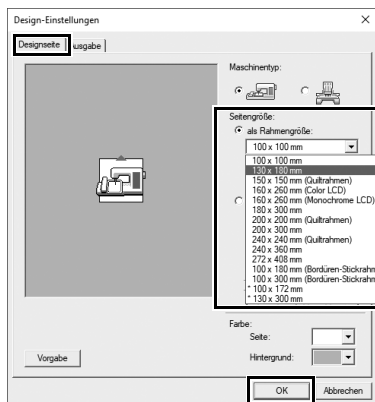 Design-Einstellungen
Designseite
Ausgabe
Maschinentyp:
Seitengröße:
als Rahmengröße:
100 x 100 mm
100 x 100 mm
130 x 180 mm
150 x 150 mm (Quiltrahmen)
160 x 260 mm (Color LCD)
160 x 260 mm (Monochrome LCD)
180 x 300 mm
200 x 200 mm (Quiltrahmen)
200 x 300 mm
240 x 240 mm (Quiltrahmen)
240 x 360 mm
272 x 408 mm
100 x 180 mm (Bordüren-Stickrahm
100 x 300 mm (Bordüren-Stickrahm
* 100 x 172 mm
* 130 x 300 mm
Farbe:
Seite:
Hintergrund:
Vorgabe
OK
Abbrechen